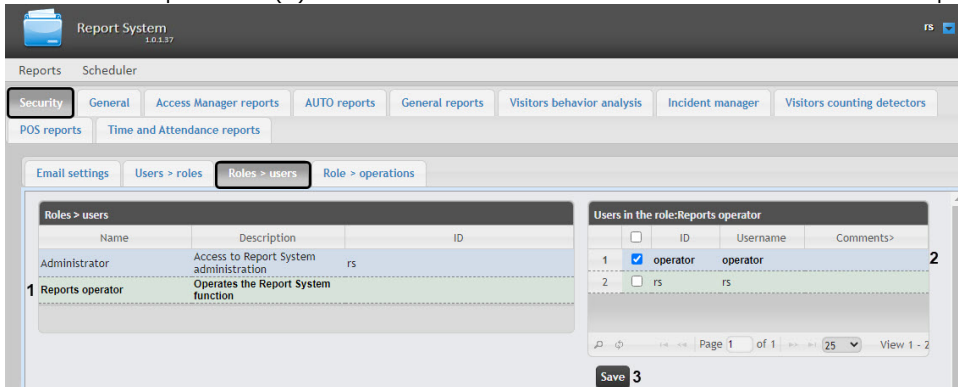 Report System
1.0.1.37
rs
Reports Scheduler
Security General Access Manager reports AUTO reports General reports Visitors behavior analysis Incident manager Visitors counting detectors
POS reports Time and Attendance reports
Email settings Users > roles Roles > users Role > operations
Roles > users
Name Description ID
Administrator Access to Report System administration rs
1 Reports operator Operates the Report System function
Users in the role:Reports operator
ID Username Comments>
1 operator operator 2
2 rs rs
Page 1 of 1 25 View 1 - 2
Save 3